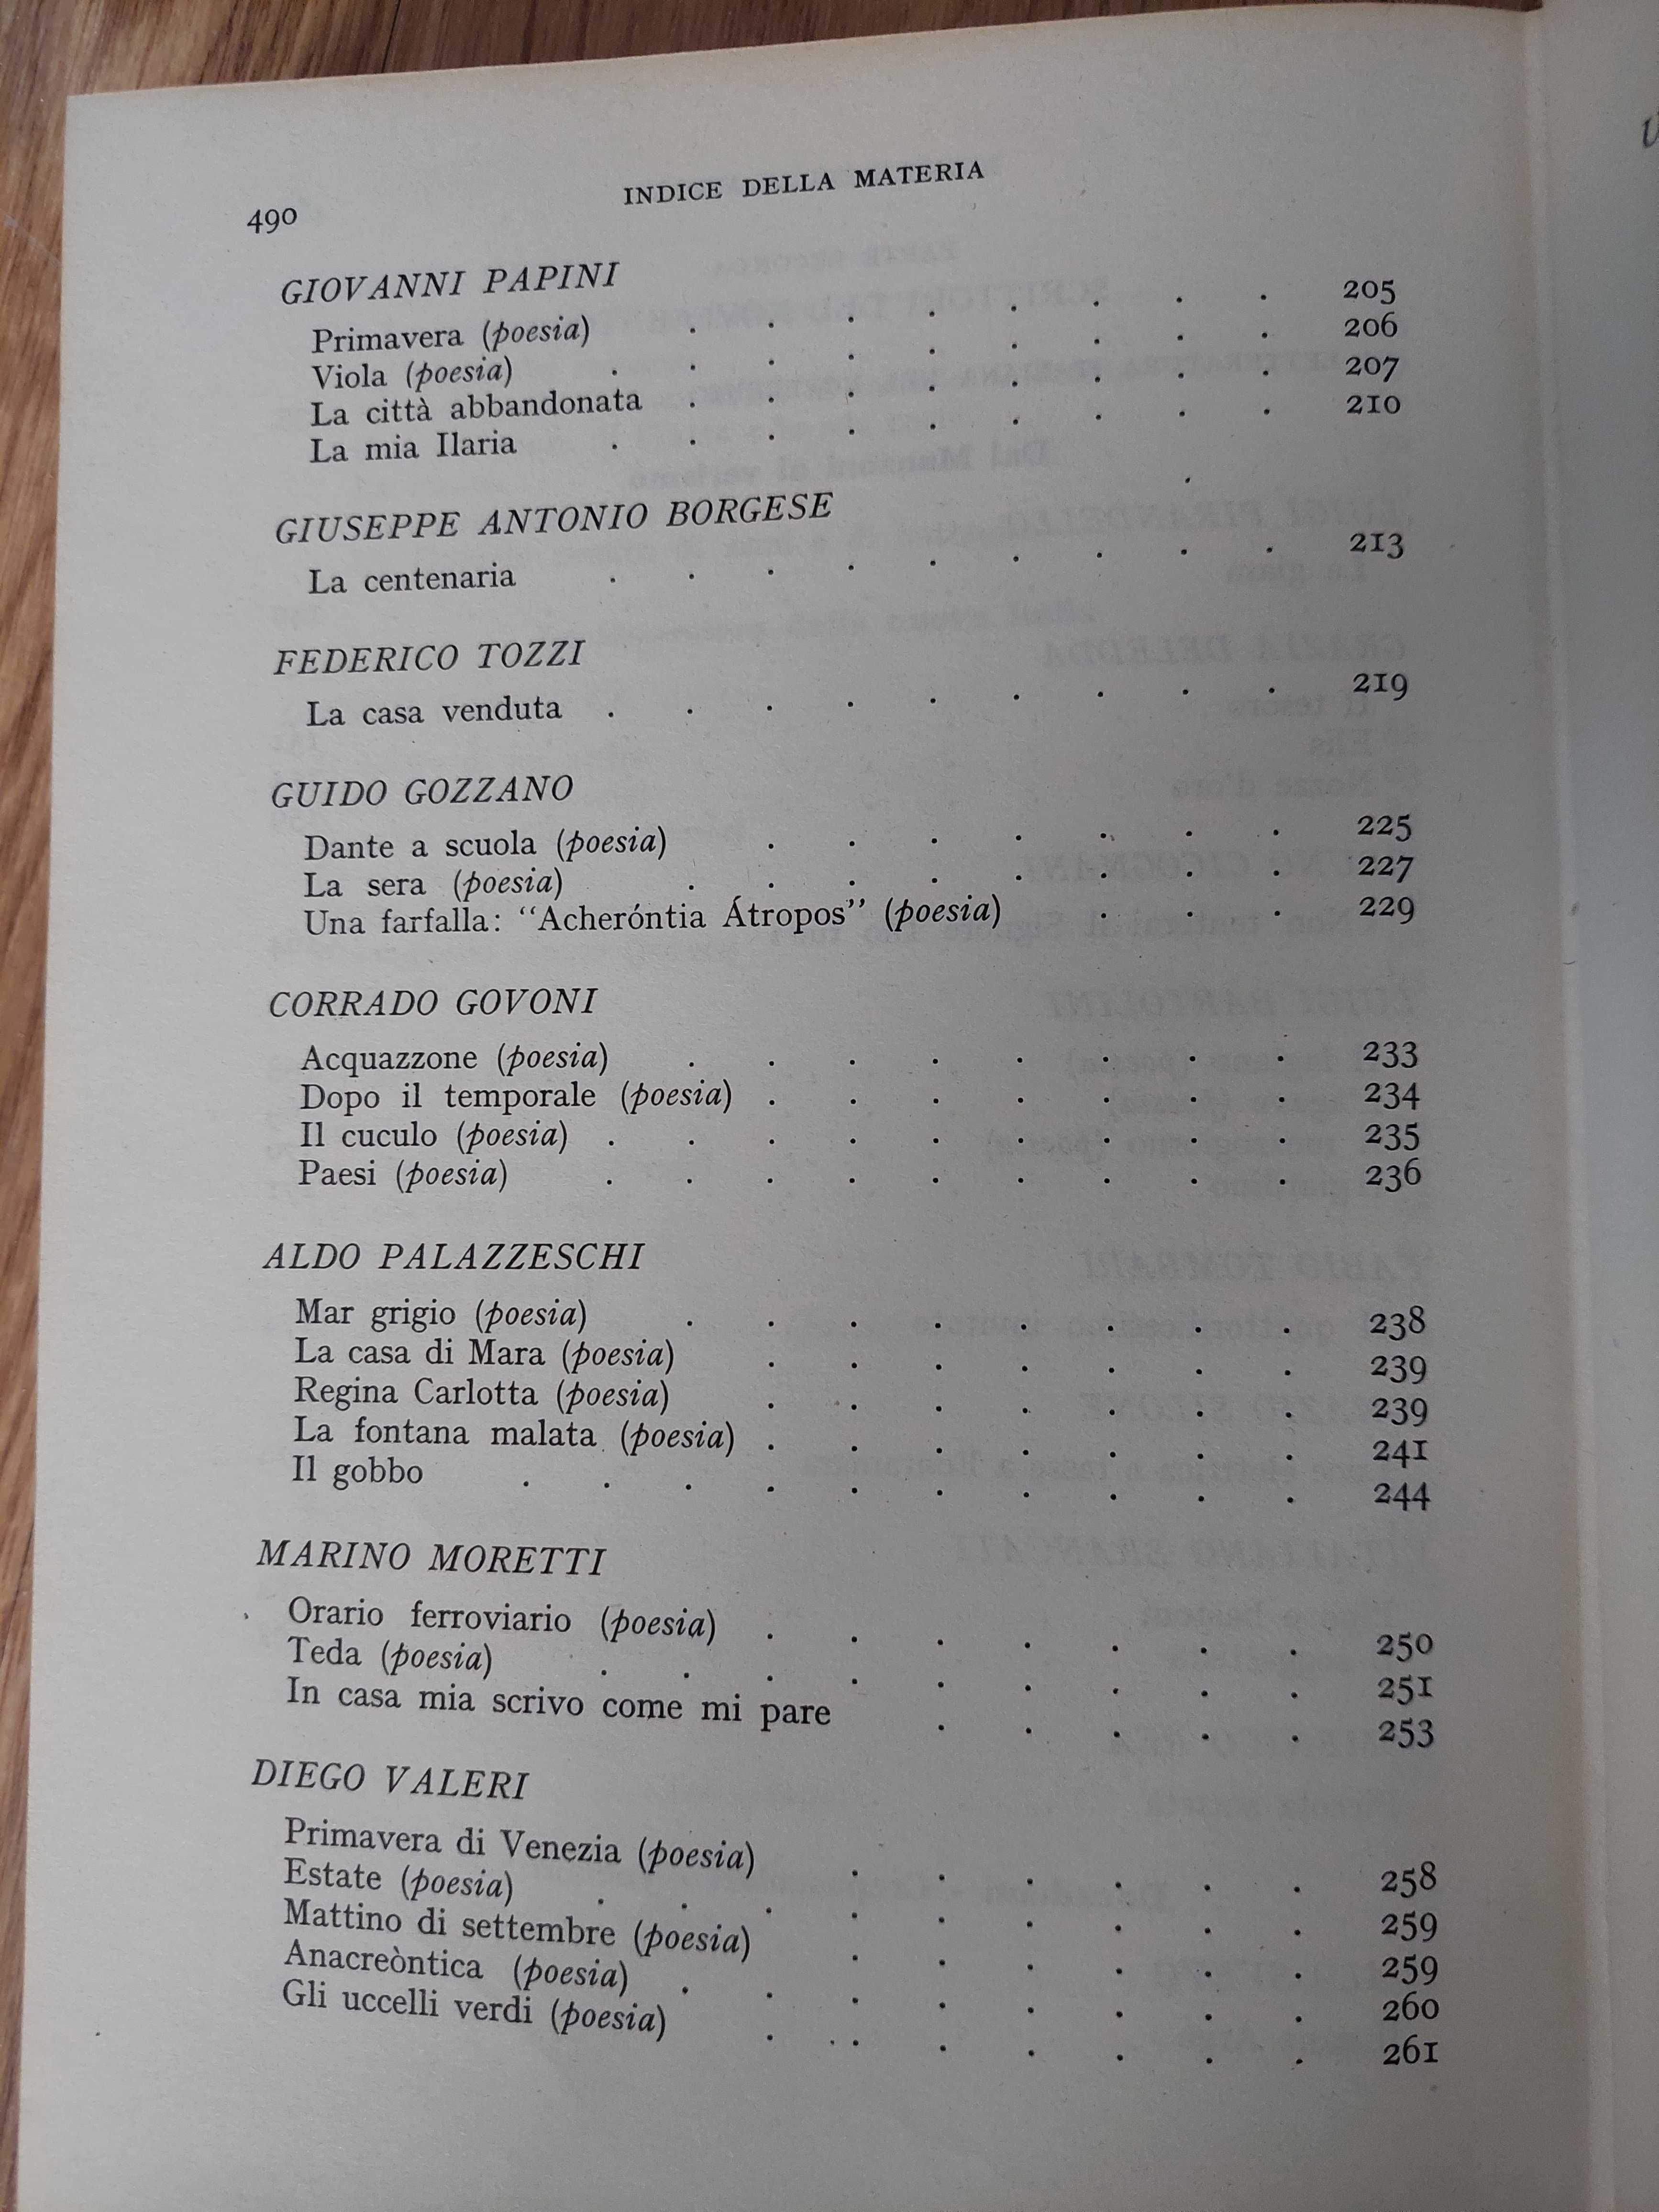 490
INDICE DELLA MATERIA
GIOVANNI PAPINI
Primavera (poesia) . . . . . . . . 205
Viola (poesia) . . . . . . . . . 206
La città abbandonata . . . . . . . . 207
La mia Ilaria . . . . . . . . . 210
GIUSEPPE ANTONIO BORGESE
La centenaria . . . . . . . . . 213
FEDERICO TOZZI
La casa venduta . . . . . . . . . 219
GUIDO GOZZANO
Dante a scuola (poesia) . . . . . . . 225
La sera (poesia) . . . . . . . . 227
Una farfalla: “Acheróntia Átropos” (poesia) . . . 229
CORRADO GOVONI
Acquazzone (poesia) . . . . . . . . 233
Dopo il temporale (poesia) . . . . . . . 234
Il cuculo (poesia) . . . . . . . . . 235
Paesi (poesia) . . . . . . . . . 236
ALDO PALAZZESCHI
Mar grigio (poesia) . . . . . . . . 238
La casa di Mara (poesia) . . . . . . . 239
Regina Carlotta (poesia) . . . . . . . 239
La fontana malata (poesia) . . . . . . . 241
Il gobbo . . . . . . . . . . 244
MARINO MORETTI
Orario ferroviario (poesia) . . . . . . . 250
Teda (poesia) . . . . . . . . . 251
In casa mia scrivo come mi pare . . . . . 253
DIEGO VALERI
Primavera di Venezia (poesia) . . . . . . 258
Estate (poesia) . . . . . . . . . 259
Mattino di settembre (poesia) . . . . . . 259
Anacreòntica (poesia) . . . . . . . . 260
Gli uccelli verdi (poesia) . . . . . . . 261